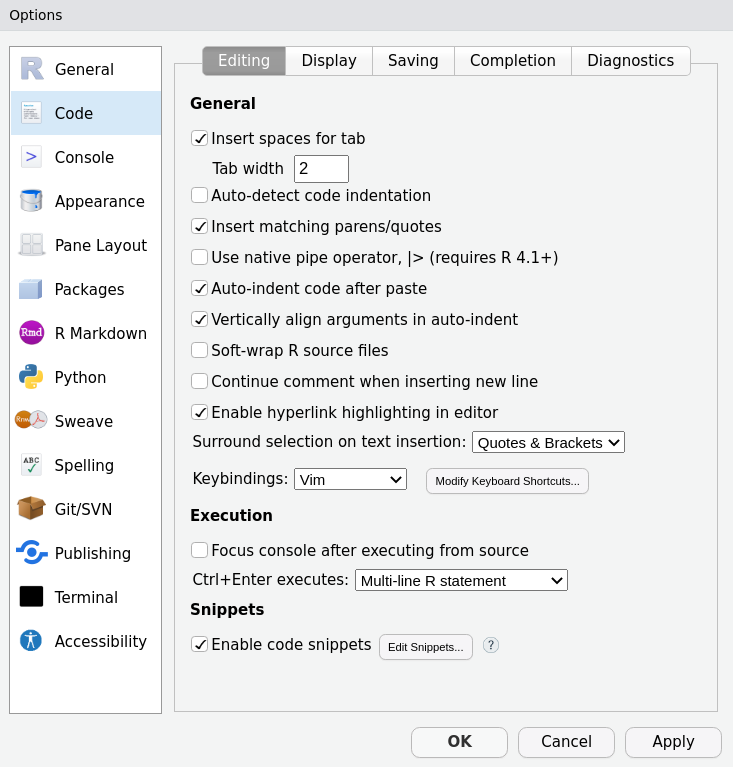 Options
General
Code
Console
Appearance
Pane Layout
Packages
Rmd R Markdown
Python
Rnw Sweave
ABC Spelling
Git/SVN
Publishing
Terminal
Accessibility
Editing Display Saving Completion Diagnostics
General
Insert spaces for tab
Tab width 2
Auto-detect code indentation
Insert matching parens/quotes
Use native pipe operator, |> (requires R 4.1+)
Auto-indent code after paste
Vertically align arguments in auto-indent
Soft-wrap R source files
Continue comment when inserting new line
Enable hyperlink highlighting in editor
Surround selection on text insertion: Quotes & Brackets
Keybindings: Vim Modify Keyboard Shortcuts...
Execution
Focus console after executing from source
Ctrl+Enter executes: Multi-line R statement
Snippets
Enable code snippets Edit Snippets... ?
OK Cancel Apply